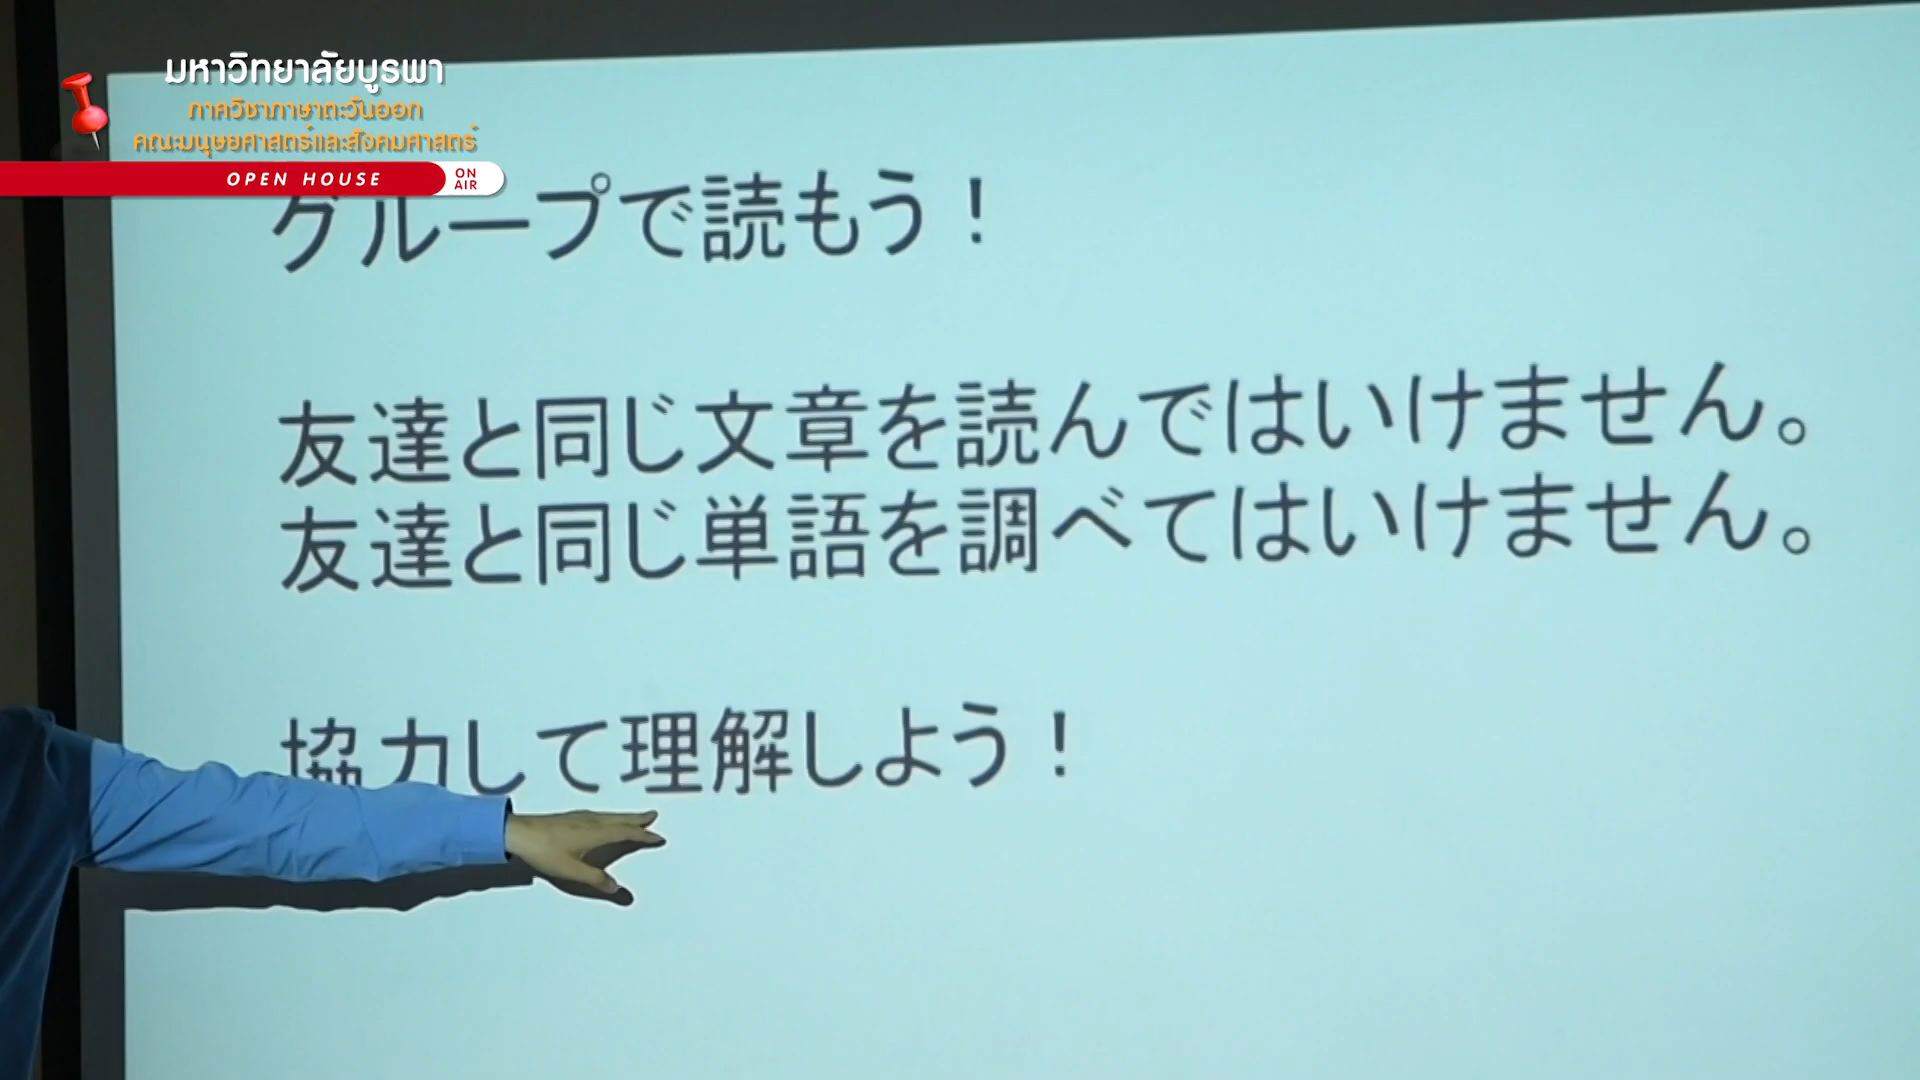 มหาวิทยาลัยบูรพา
ภาควิชาภาษาตะวันออก
คณะมนุษยศาสตร์และสังคมศาสตร์
OPEN HOUSE
ON AIR
グループで読もう！
友達と同じ文章を読んではいけません。
友達と同じ単語を調べてはいけません。
協力して理解しよう！